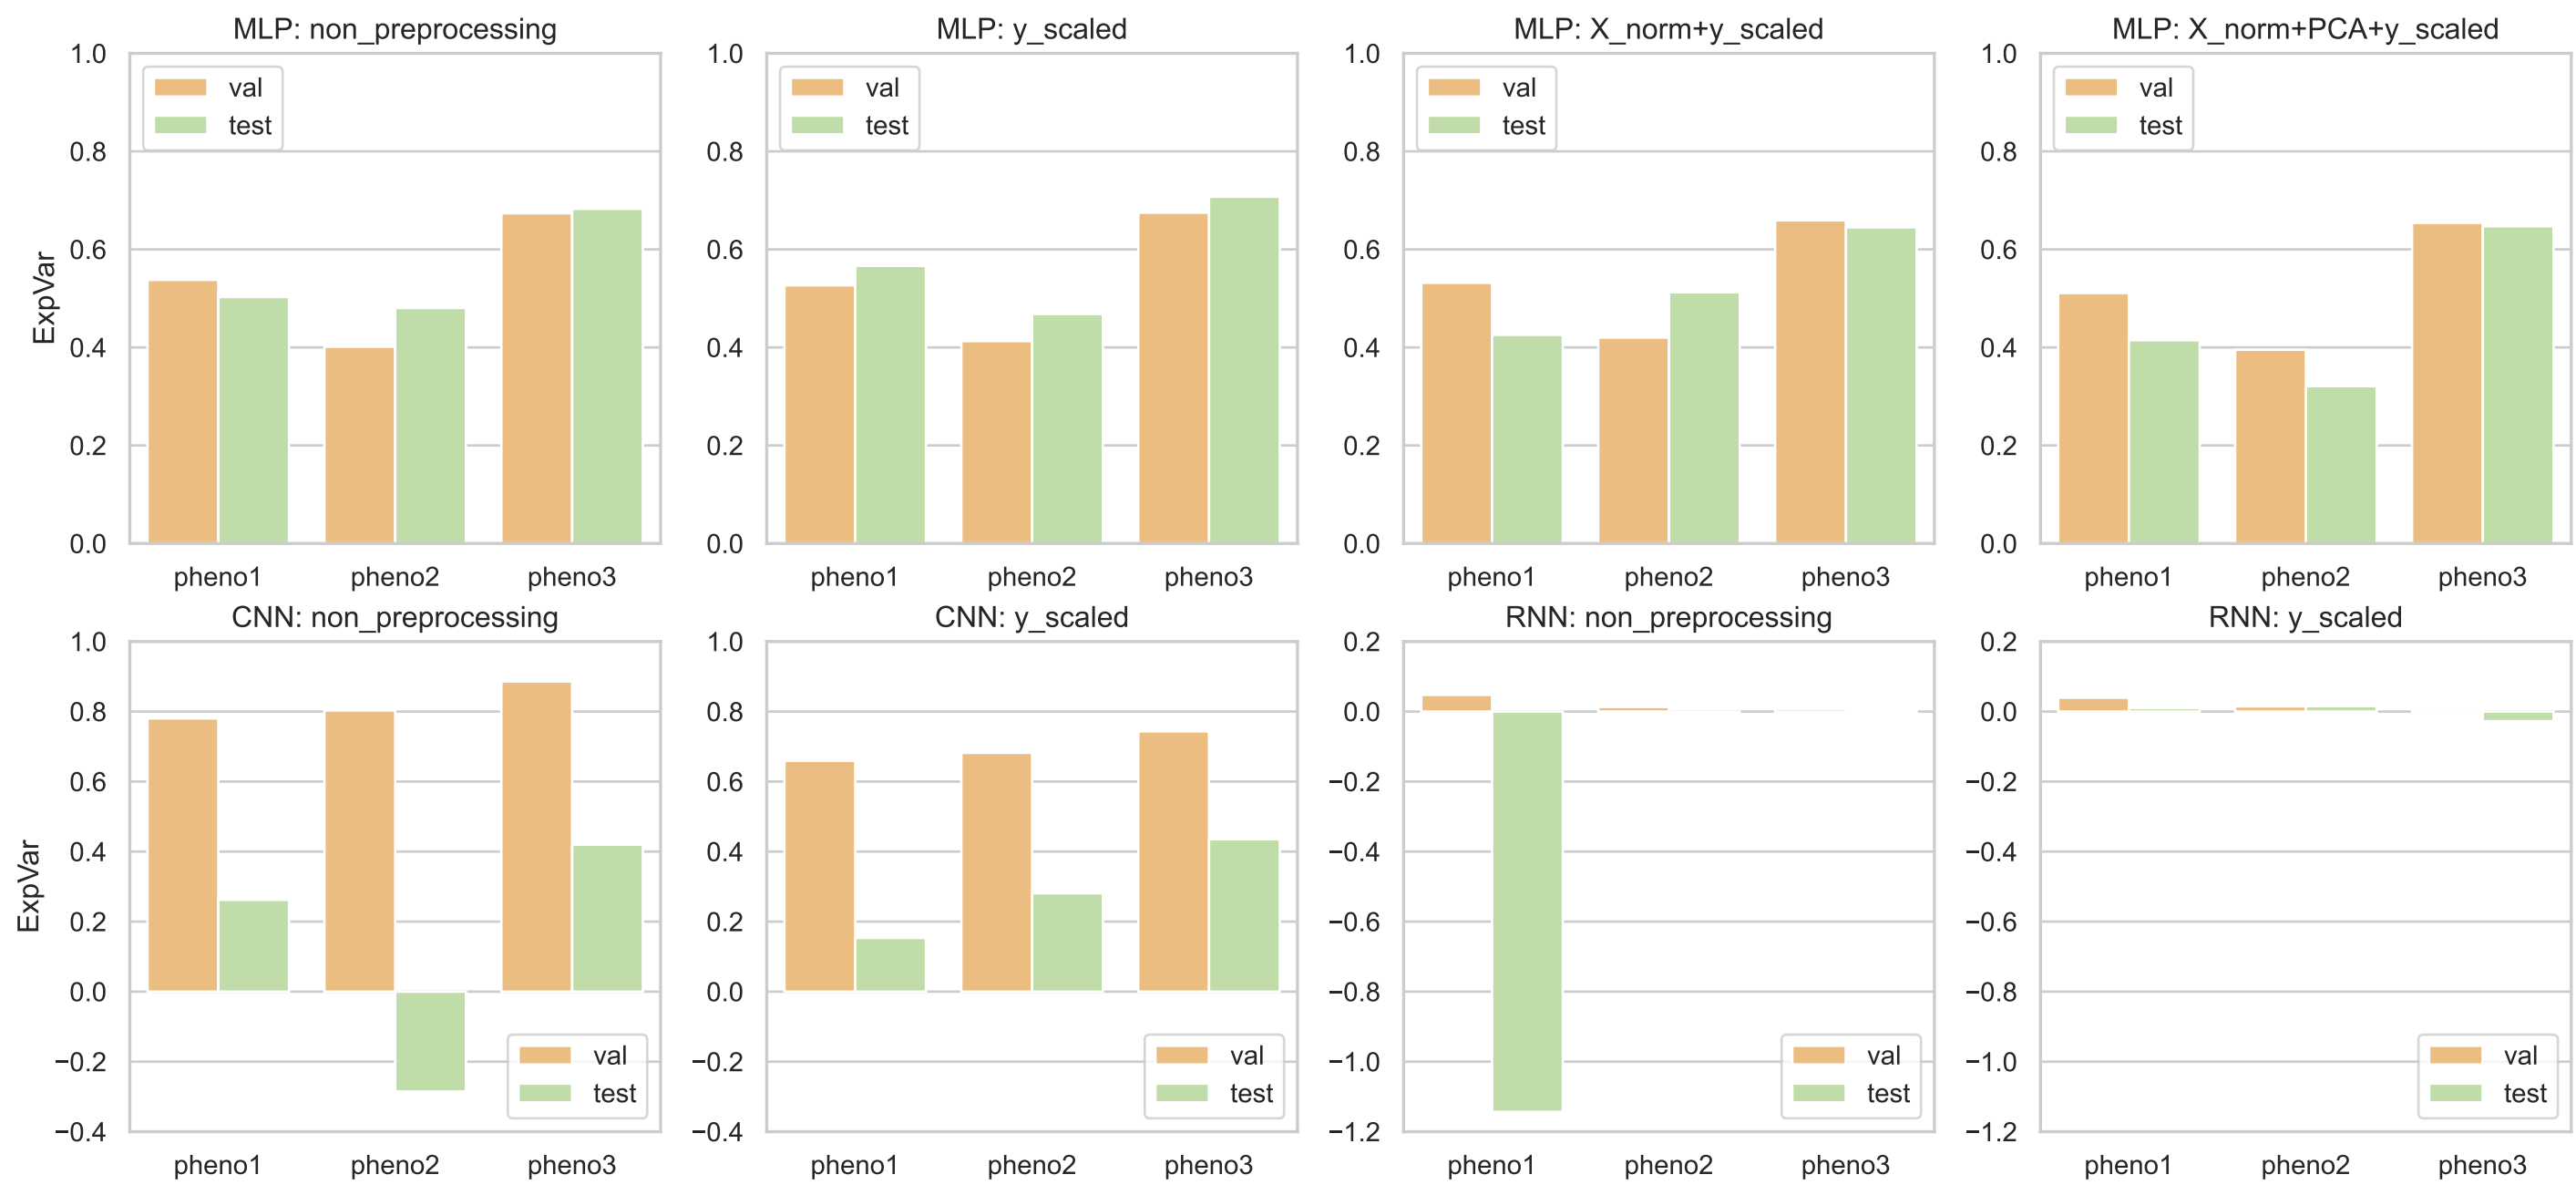 MLP: non_preprocessing
1.0
0.8
0.6
0.4
0.2
0.0
ExpVar
val
test
pheno1 pheno2 pheno3
MLP: y_scaled
1.0
0.8
0.6
0.4
0.2
0.0
val
test
pheno1 pheno2 pheno3
MLP: X_norm+y_scaled
1.0
0.8
0.6
0.4
0.2
0.0
val
test
pheno1 pheno2 pheno3
MLP: X_norm+PCA+y_scaled
1.0
0.8
0.6
0.4
0.2
0.0
val
test
pheno1 pheno2 pheno3
CNN: non_preprocessing
1.0
0.8
0.6
0.4
0.2
0.0
−0.2
−0.4
ExpVar
val
test
pheno1 pheno2 pheno3
CNN: y_scaled
1.0
0.8
0.6
0.4
0.2
0.0
−0.2
−0.4
val
test
pheno1 pheno2 pheno3
RNN: non_preprocessing
0.2
0.0
−0.2
−0.4
−0.6
−0.8
−1.0
−1.2
val
test
pheno1 pheno2 pheno3
RNN: y_scaled
0.2
0.0
−0.2
−0.4
−0.6
−0.8
−1.0
−1.2
val
test
pheno1 pheno2 pheno3